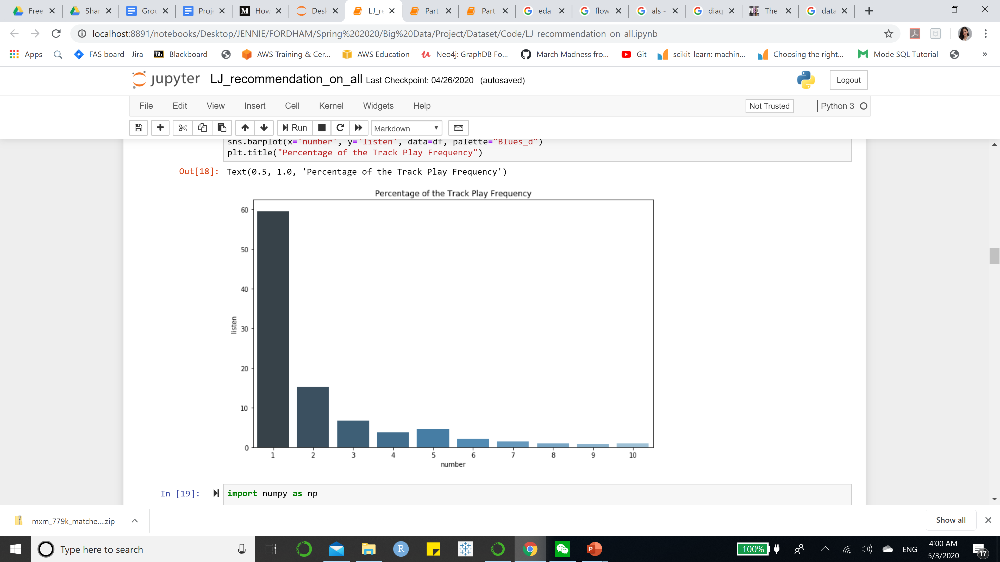 Free
Shar
Grou
Proje
How
Desk
LJ_re
Part
Part
eda
flow
als -
diag
The
data
localhost:8891/notebooks/Desktop/JENNIE/FORDHAM/Spring%202020/Big%20Data/Project/Dataset/Code/LJ_recommendation_on_all.ipynb
Apps
FAS board - Jira
Bb Blackboard
AWS Training & Cer...
AWS Education
Neo4j: GraphDB Fo...
March Madness fro...
Git
scikit-learn: machin...
Choosing the right...
Mode SQL Tutorial
»
jupyter LJ_recommendation_on_all Last Checkpoint: 04/26/2020 (autosaved)
Logout
File Edit View Insert Cell Kernel Widgets Help
Not Trusted
Python 3
Run
Markdown
sns.barplot(x='number', y='listen', data=df, palette="Blues_d")
plt.title("Percentage of the Track Play Frequency")
Out[18]: Text(0.5, 1.0, 'Percentage of the Track Play Frequency')
Percentage of the Track Play Frequency
60
50
40
30
20
10
0
listen
1 2 3 4 5 6 7 8 9 10
number
In [19]: import numpy as np
mxm_779k_matche....zip
Show all
Type here to search
R
P
100%
ENG
4:00 AM
5/3/2020
17